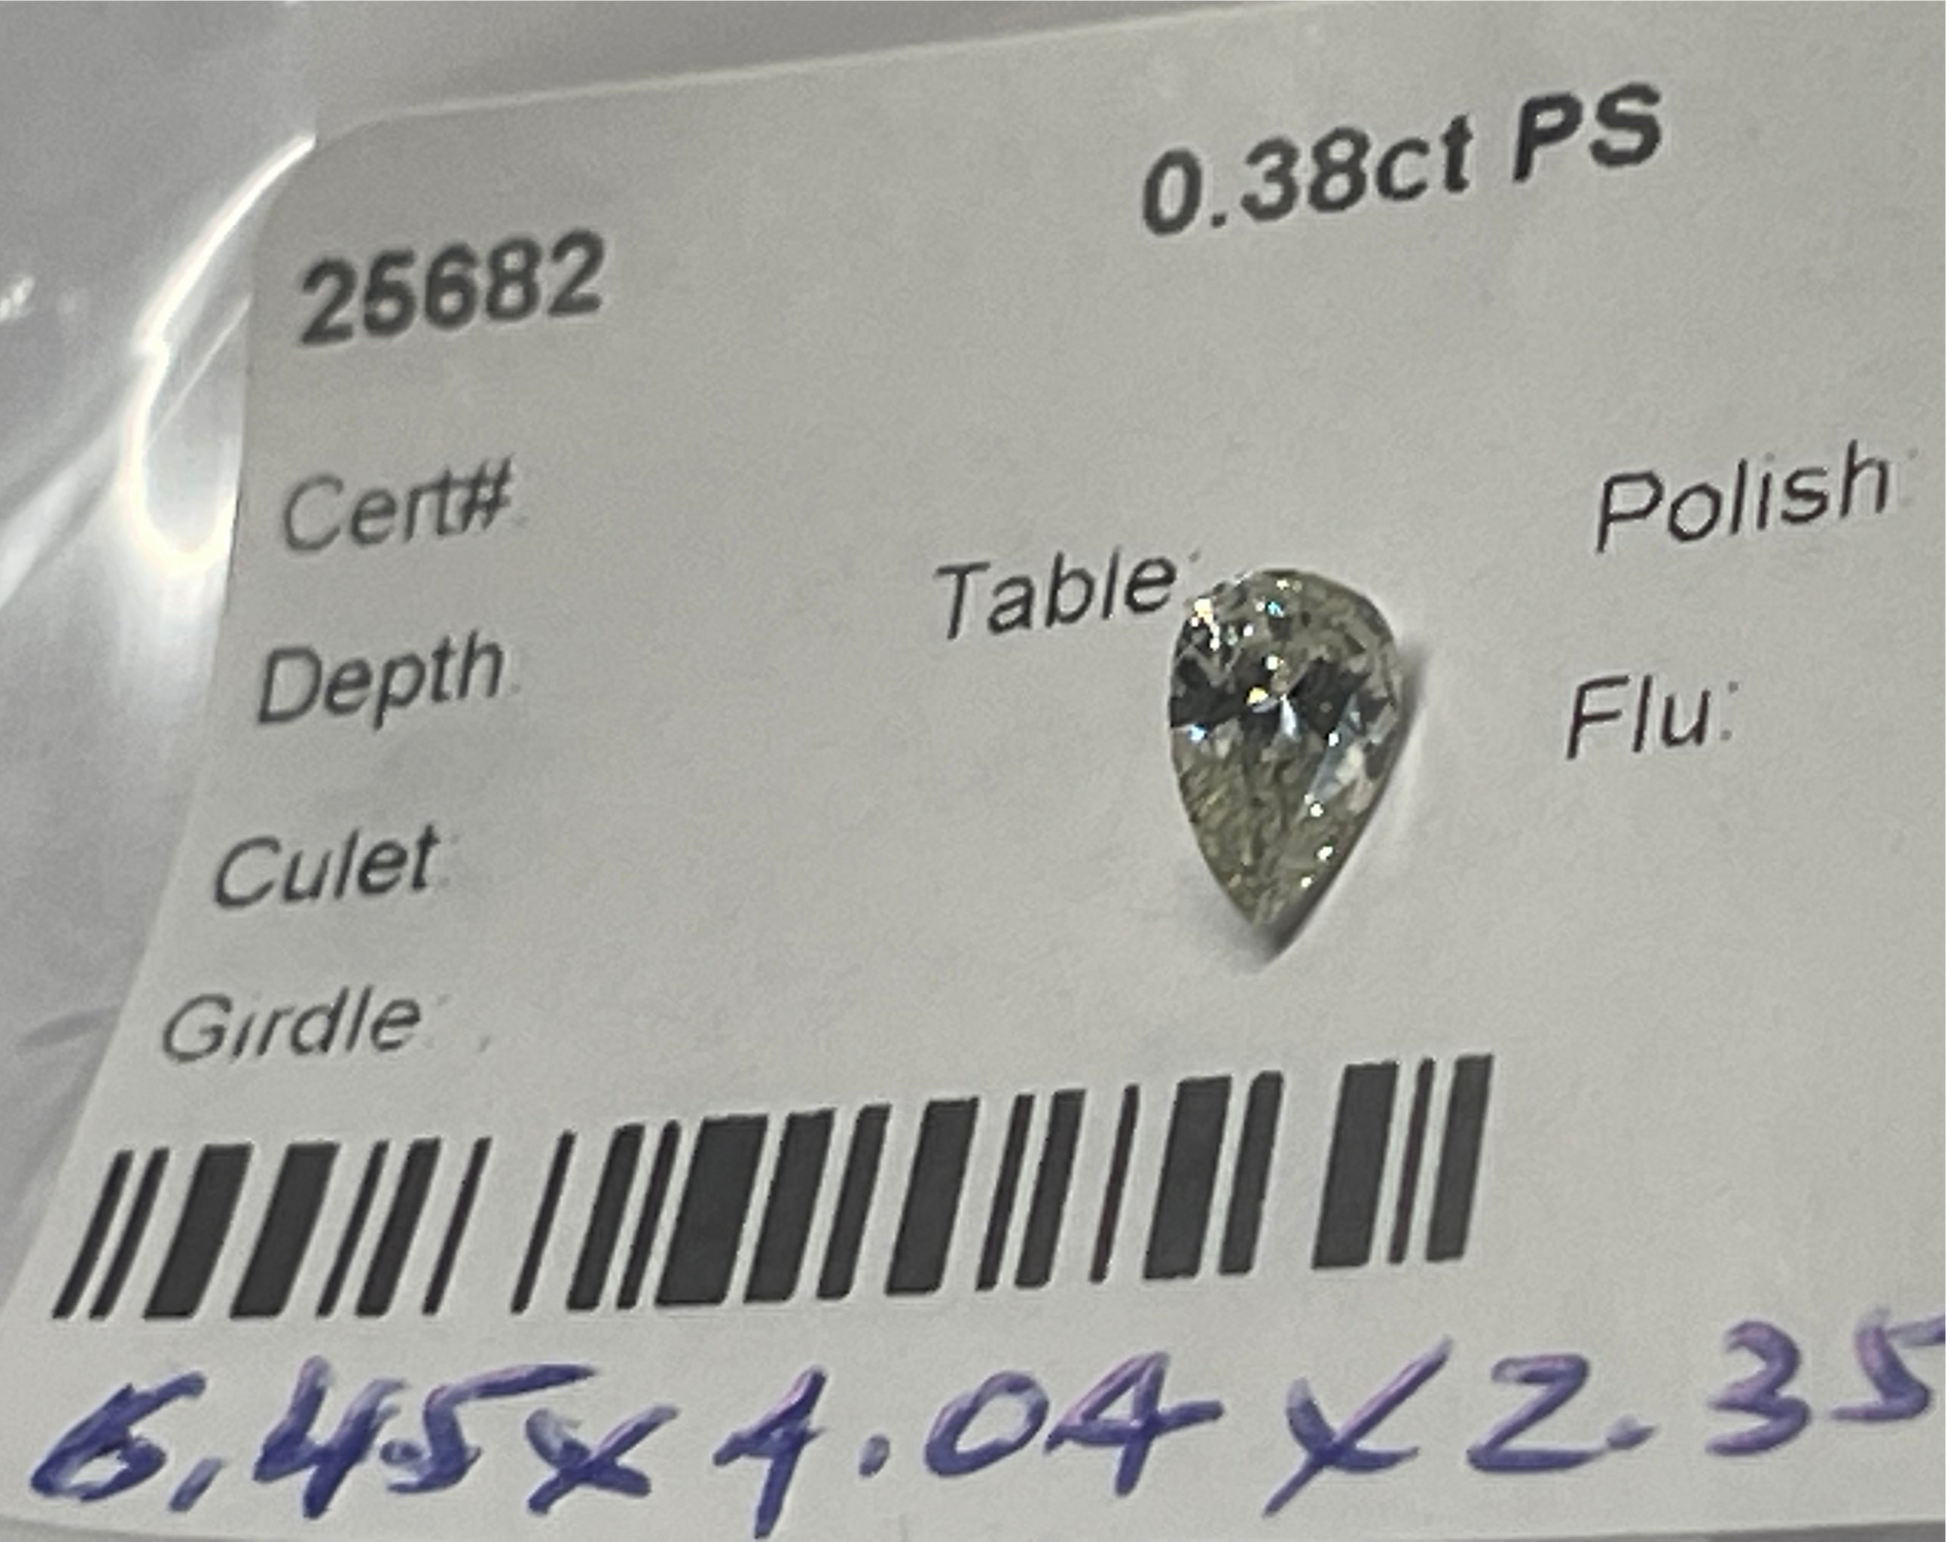 25682 0.38ct PS
Cert#
Table: Polish:
Depth: Flu:
Culet:
Girdle:
6.45x4.04x2.35